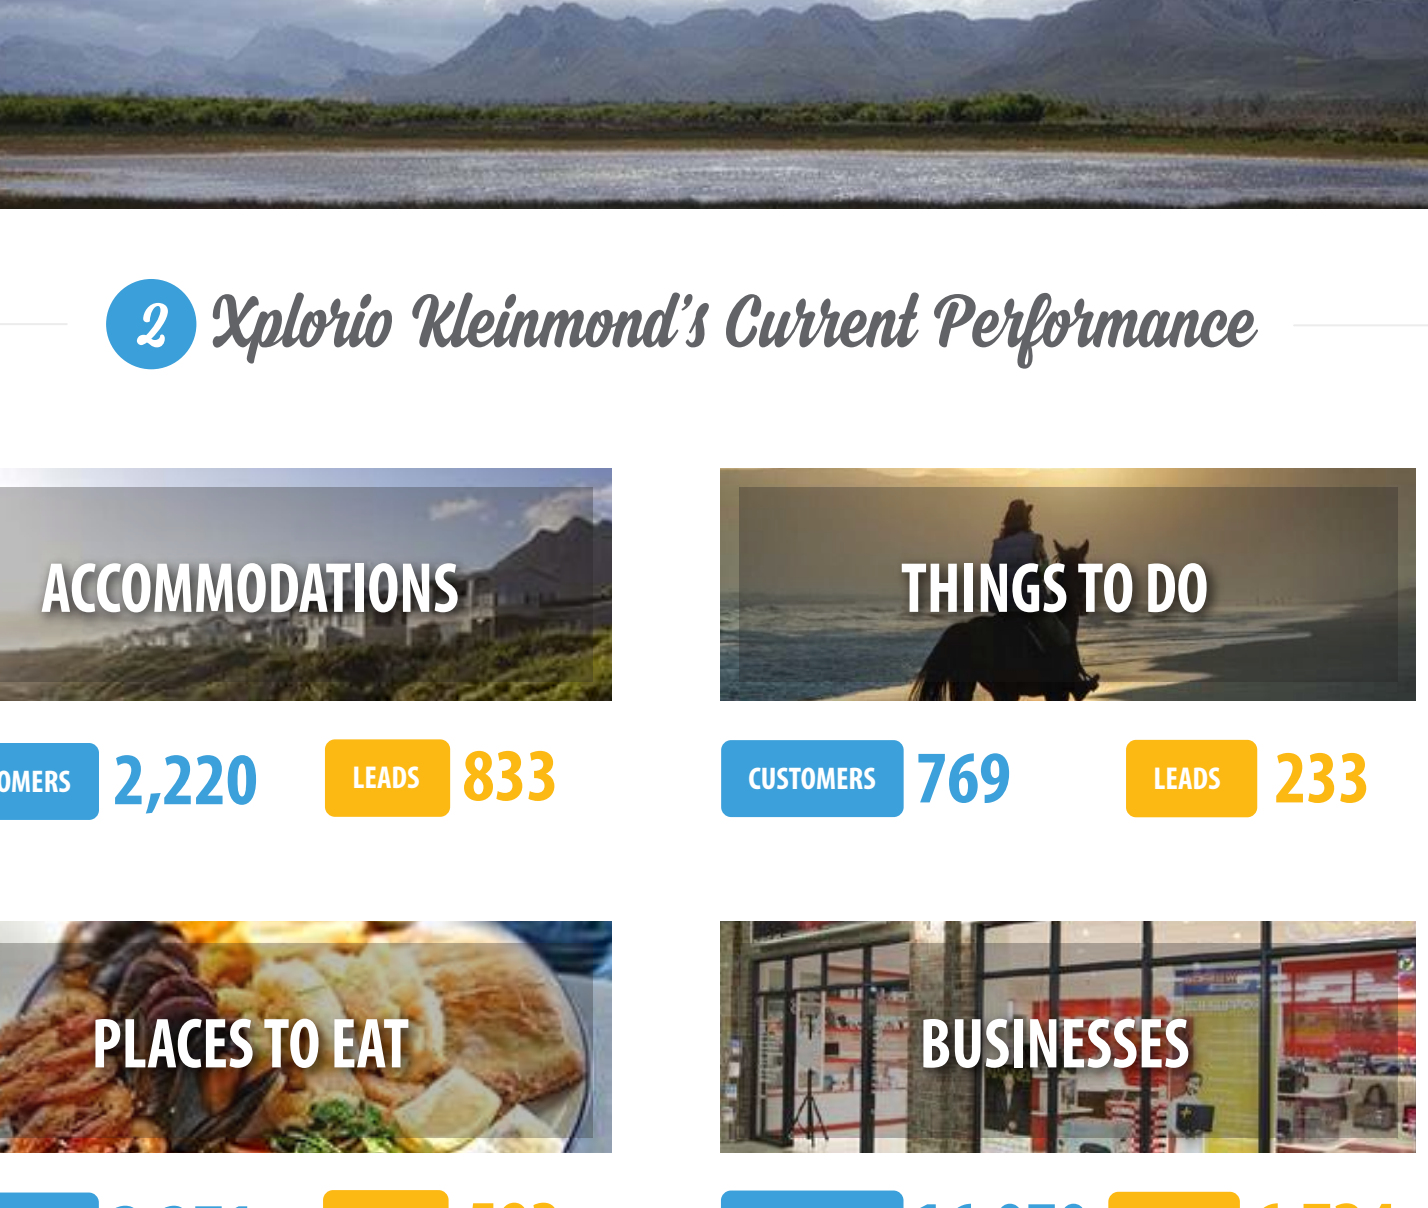 2 Xplorio Kleinmond's Current Performance
ACCOMMODATIONS
THINGS TO DO
OMERS 2,220 LEADS 833
CUSTOMERS 769 LEADS 233
PLACES TO EAT
BUSINESSES